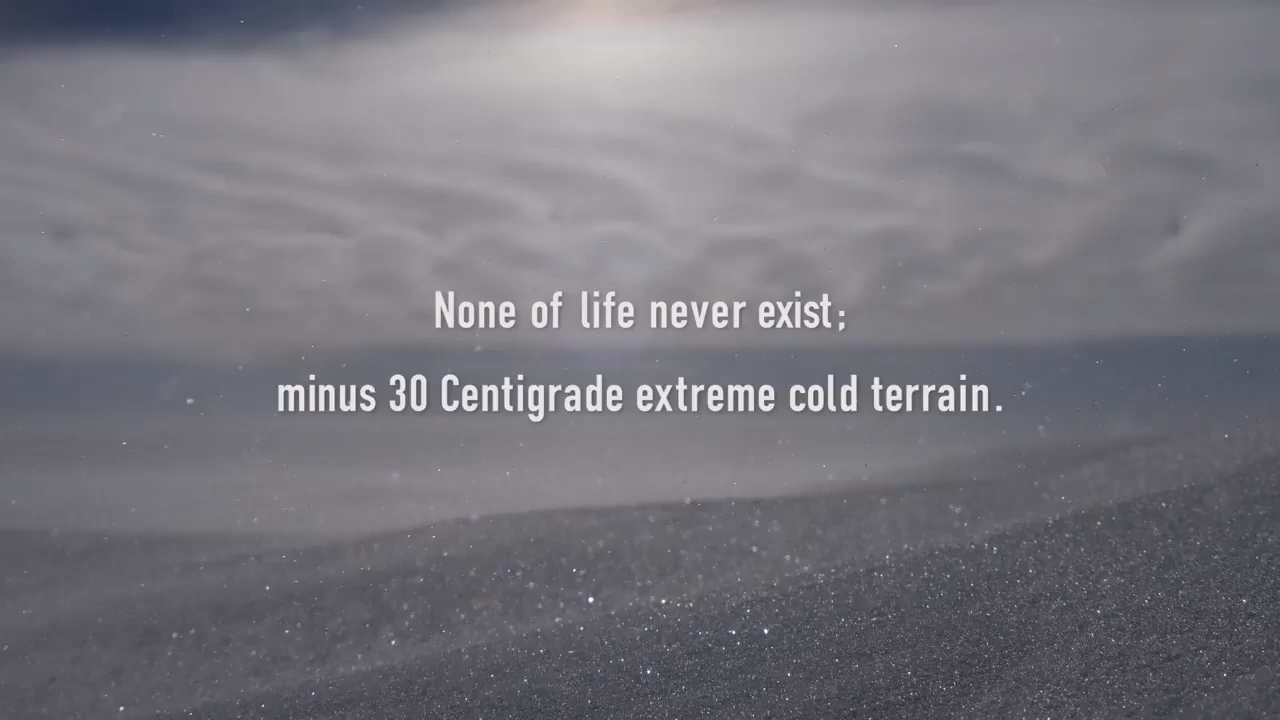 None of life never exist;
minus 30 Centigrade extreme cold terrain.